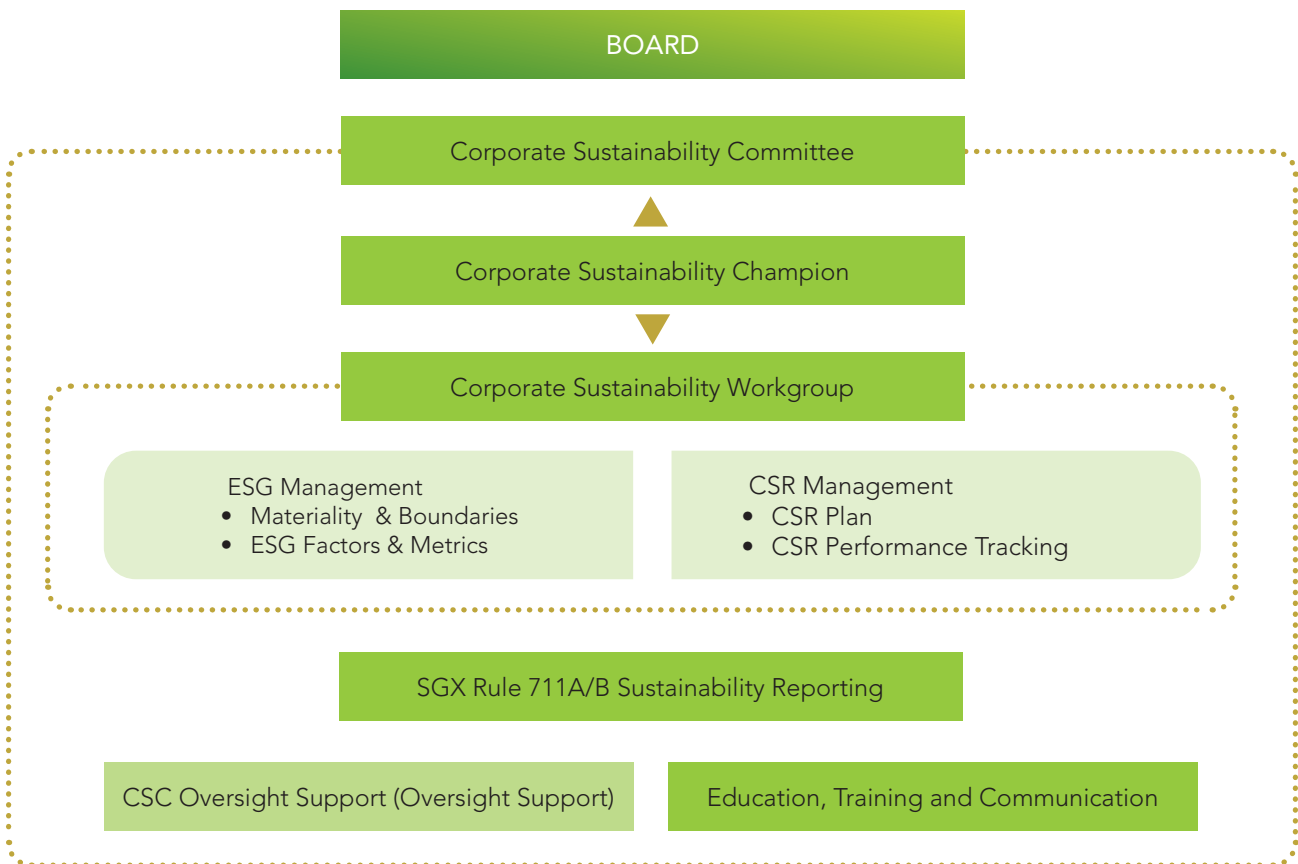 BOARD
Corporate Sustainability Committee
Corporate Sustainability Champion
Corporate Sustainability Workgroup
ESG Management
• Materiality & Boundaries
• ESG Factors & Metrics
CSR Management
• CSR Plan
• CSR Performance Tracking
SGX Rule 711A/B Sustainability Reporting
CSC Oversight Support (Oversight Support)
Education, Training and Communication